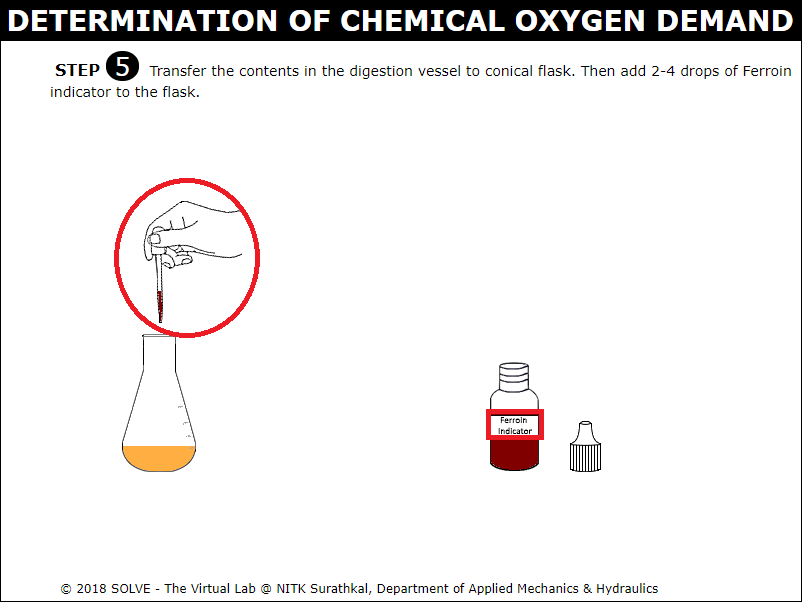 DETERMINATION OF CHEMICAL OXYGEN DEMAND
STEP 5 Transfer the contents in the digestion vessel to conical flask. Then add 2-4 drops of Ferroin
indicator to the flask.
Ferroin
Indicator
© 2018 SOLVE - The Virtual Lab @ NITK Surathkal, Department of Applied Mechanics & Hydraulics